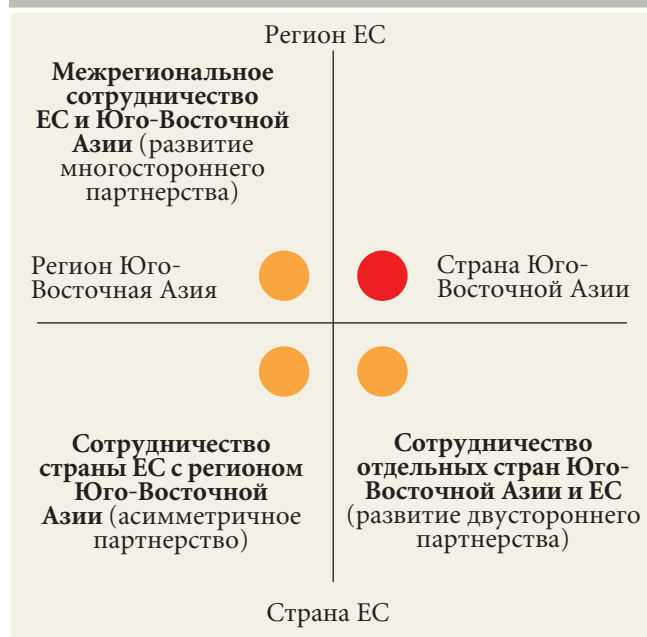 Регион ЕС
Межрегиональное
сотрудничество
ЕС и Юго-Восточной
Азии (развитие
многостороннего
партнерства)
Регион Юго-
Восточная Азия
Страна Юго-
Восточной Азии
Сотрудничество
страны ЕС с регионом
Юго-Восточной
Азии (асимметричное
партнерство)
Сотрудничество
отдельных стран Юго-
Восточной Азии и ЕС
(развитие двустороннего
партнерства)
Страна ЕС